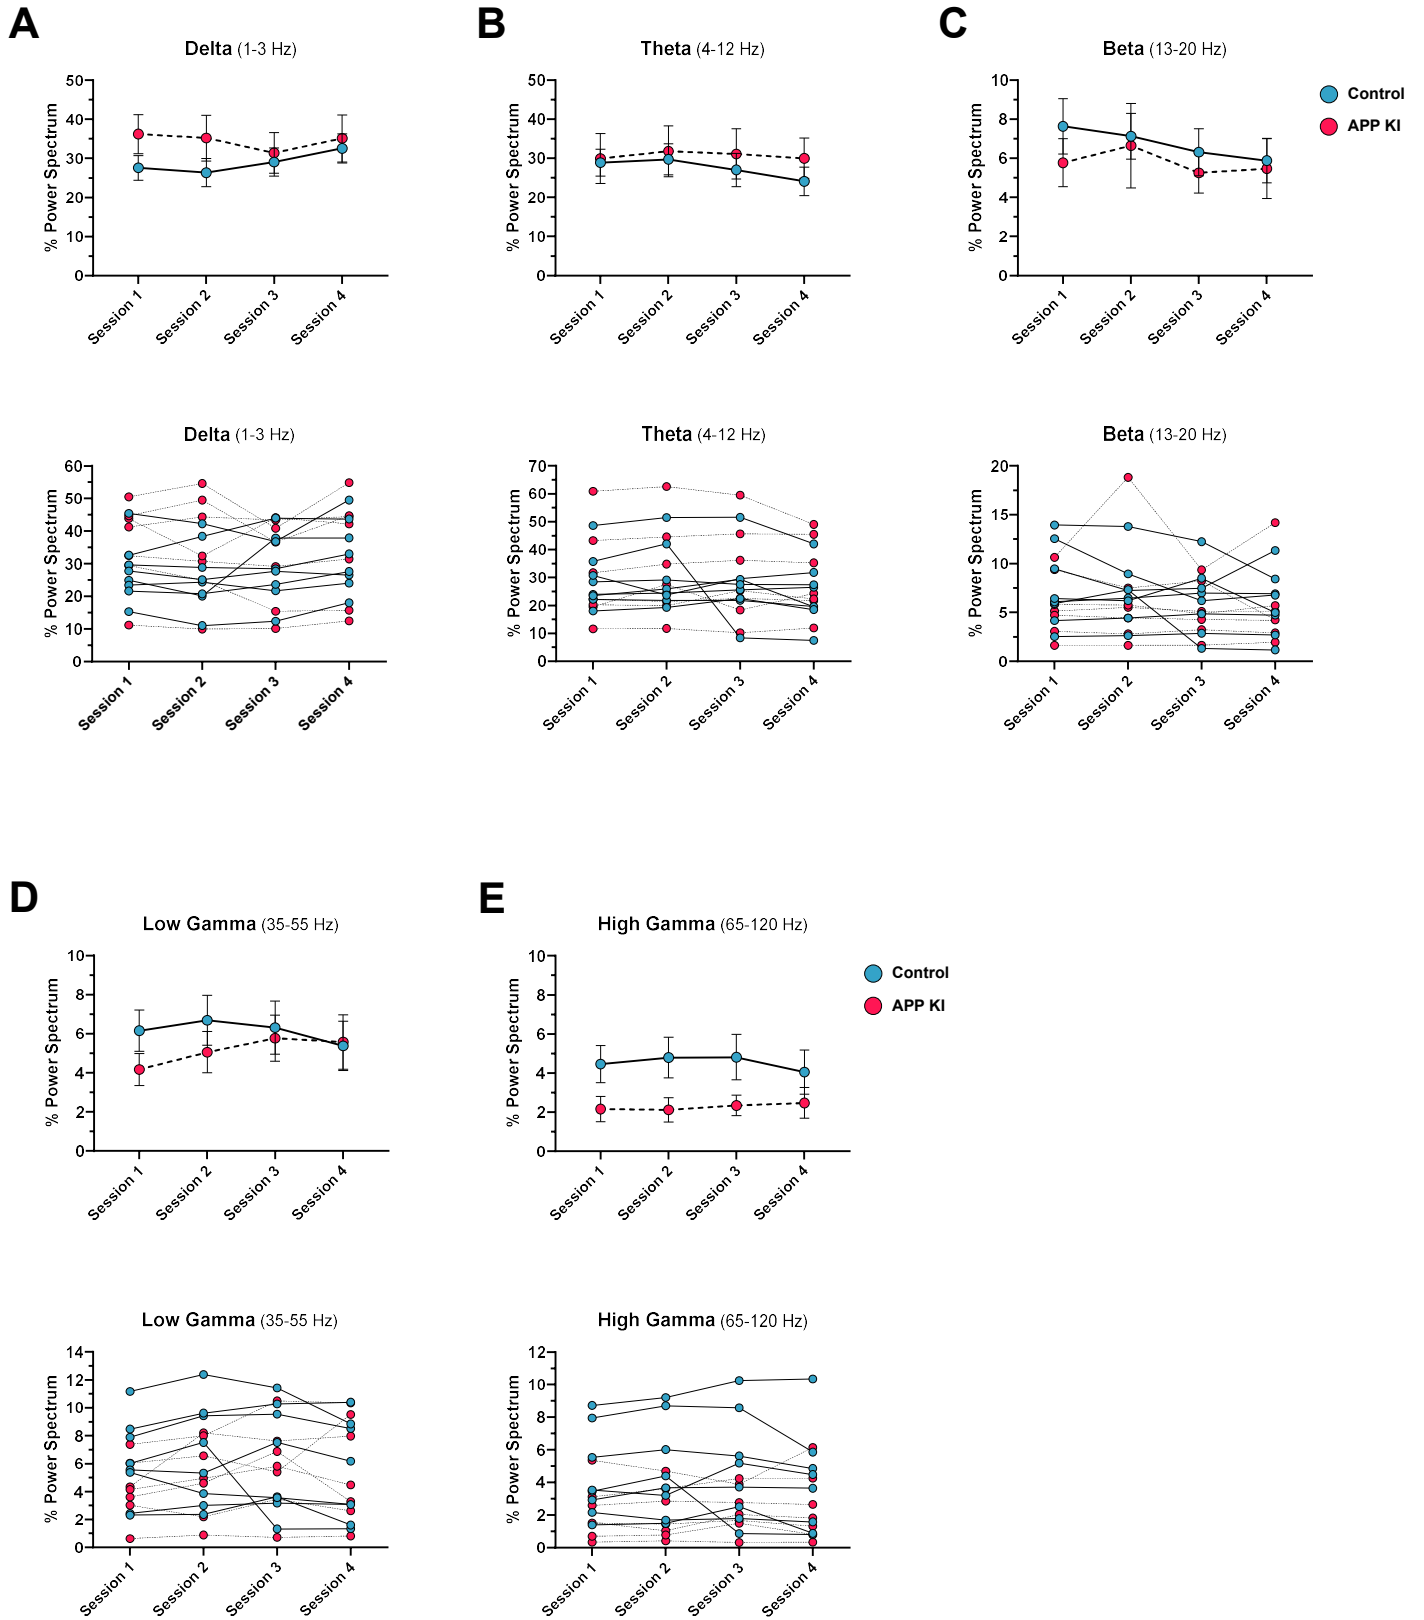 A
B
C
Delta (1-3 Hz)
Theta (4-12 Hz)
Beta (13-20 Hz)
Control
APP KI
% Power Spectrum
50
40
30
20
10
0
Session 1
Session 2
Session 3
Session 4
% Power Spectrum
50
40
30
20
10
0
Session 1
Session 2
Session 3
Session 4
% Power Spectrum
10
8
6
4
2
0
Session 1
Session 2
Session 3
Session 4
Delta (1-3 Hz)
Theta (4-12 Hz)
Beta (13-20 Hz)
% Power Spectrum
60
50
40
30
20
10
0
Session 1
Session 2
Session 3
Session 4
% Power Spectrum
70
60
50
40
30
20
10
0
Session 1
Session 2
Session 3
Session 4
% Power Spectrum
20
15
10
5
0
Session 1
Session 2
Session 3
Session 4
D
E
Low Gamma (35-55 Hz)
High Gamma (65-120 Hz)
Control
APP KI
% Power Spectrum
10
8
6
4
2
0
Session 1
Session 2
Session 3
Session 4
% Power Spectrum
10
8
6
4
2
0
Session 1
Session 2
Session 3
Session 4
Low Gamma (35-55 Hz)
High Gamma (65-120 Hz)
% Power Spectrum
14
12
10
8
6
4
2
0
Session 1
Session 2
Session 3
Session 4
% Power Spectrum
12
10
8
6
4
2
0
Session 1
Session 2
Session 3
Session 4